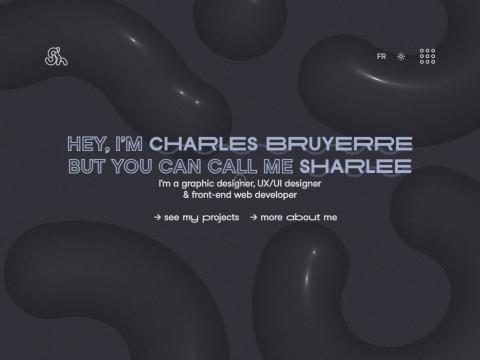 FR
HEY, I'M CHARLES BRUYERRE
BUT YOU CAN CALL ME SHARLEE
I'm a graphic designer, UX/UI designer
& front-end web developer
→ see my projects → more about me